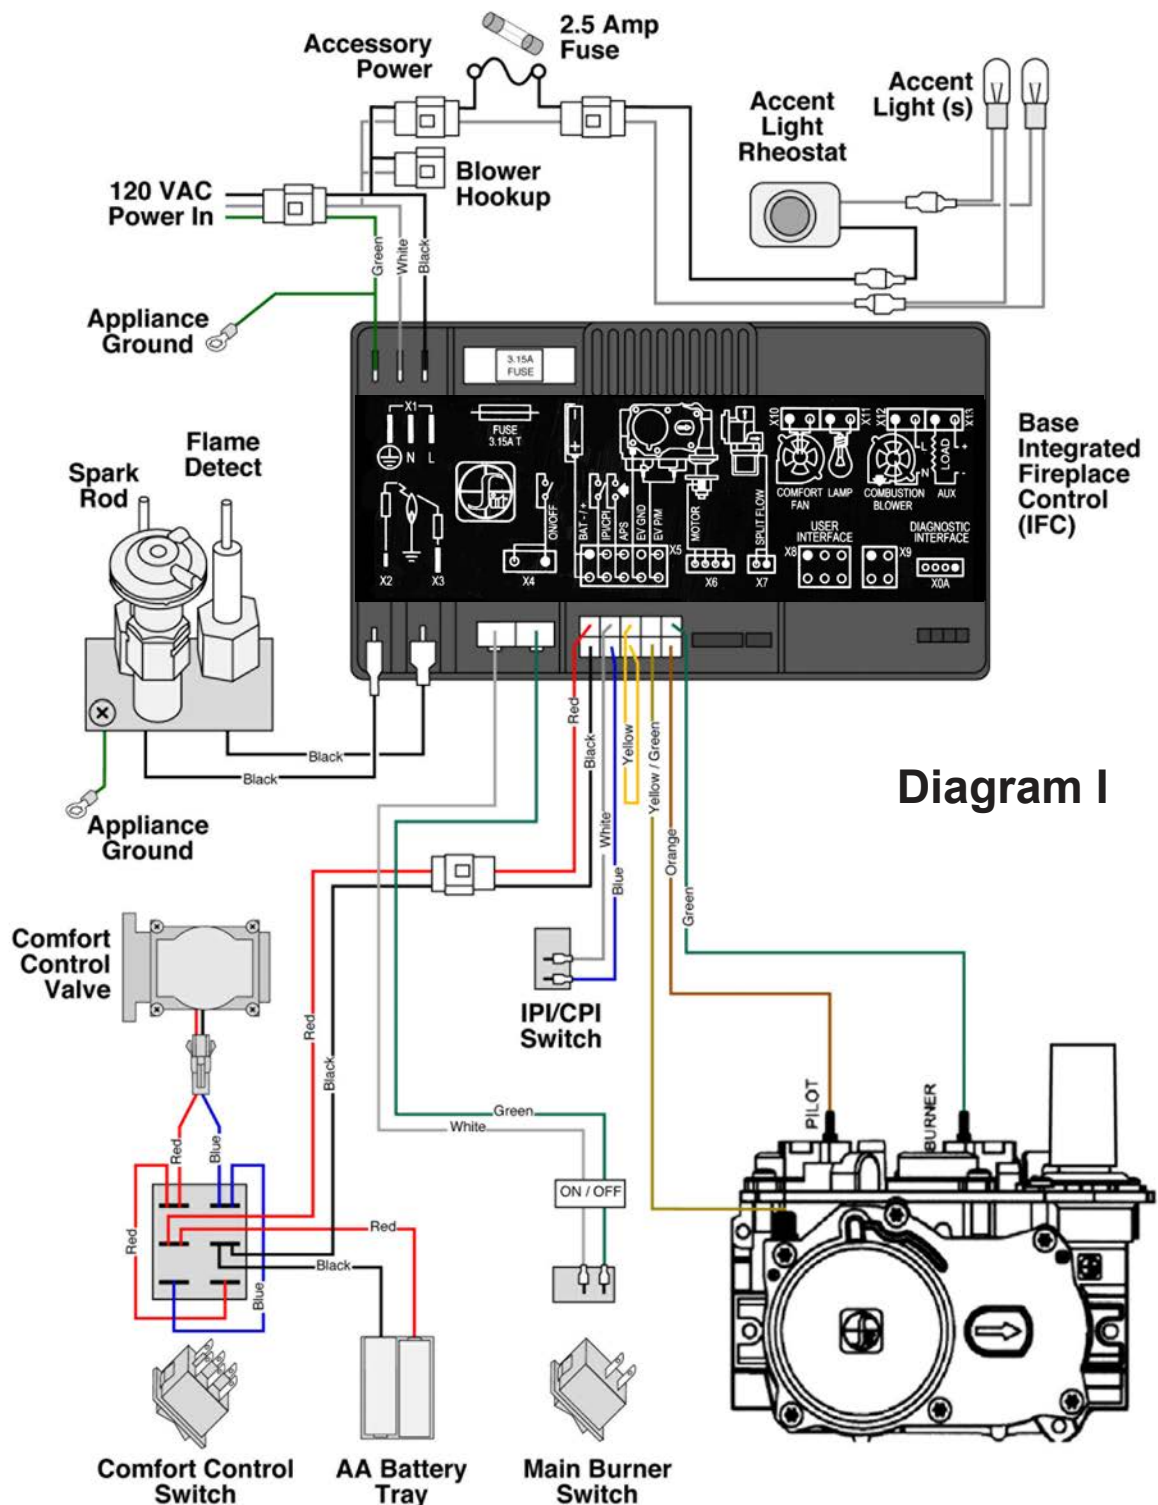 2.5 Amp
Fuse
Accessory
Power
Accent
Light (s)
Accent
Light
Rheostat
Blower
Hookup
120 VAC
Power In
Green
White
Black
Appliance
Ground
3.15A
FUSE
Base
Integrated
Fireplace
Control
(IFC)
X1
N
L
FUSE
3.15A T
ON/OFF
X2
X3
X4
- +
BAT - / +
IPI/CPI
APS
EV GND
EV P/M
X5
MOTOR
X6
SPLIT FLOW
X7
X10
X11
X12
X13
L
N
LOAD
+
-
COMFORT
FAN
LAMP
COMBUSTION
BLOWER
AUX
USER
INTERFACE
X8
X9
DIAGNOSTIC
INTERFACE
X0A
Flame
Detect
Spark
Rod
Black
Black
Appliance
Ground
Red
Black
White
Blue
Yellow
Yellow / Green
Orange
Green
Diagram I
Comfort
Control
Valve
IPI/CPI
Switch
Red
Black
Green
White
ON / OFF
PILOT
BURNER
Red
Blue
Red
Blue
Red
Black
Comfort Control
Switch
AA Battery
Tray
Main Burner
Switch